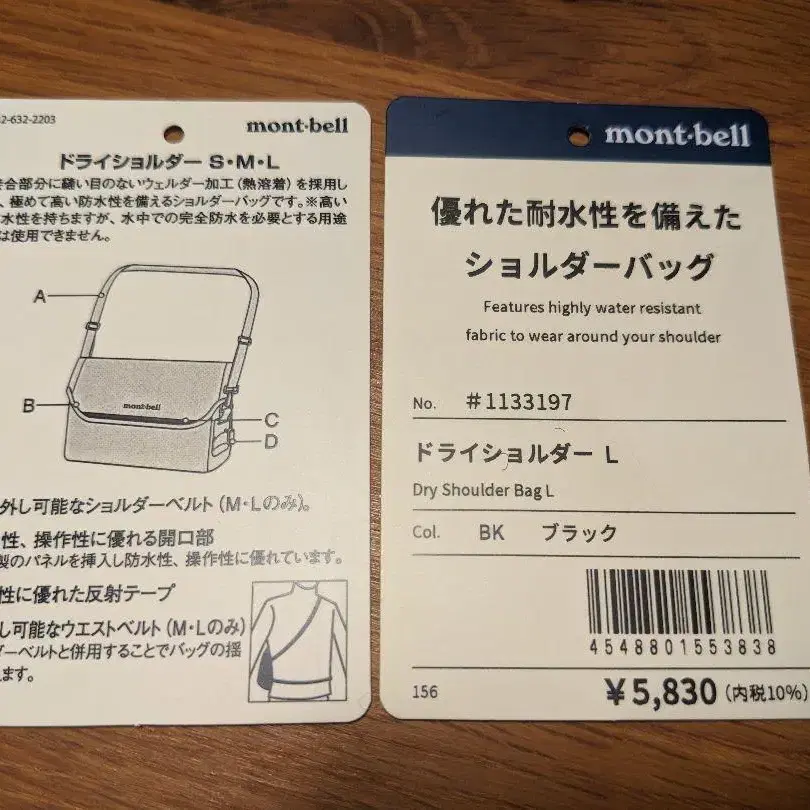 2-632-2203
mont-bell
ドライショルダー S・M・L
合部分に縫い目のないウェルダー加工(熱溶着)を採用し
、極めて高い防水性を備えるショルダーバッグです。※高い
水性を持ちますが、水中での完全防水を必要とする用途
は使用できません。
A
B
mont-bell
C
D
外し可能なショルダーベルト(M・Lのみ)。
性、操作性に優れる開口部
製のパネルを挿入し防水性、操作性に優れています。
性に優れた反射テープ
し可能なウエストベルト(M・Lのみ)
ーベルトと併用することでバッグの揺
ます。
mont-bell
優れた耐水性を備えた
ショルダーバッグ
Features highly water resistant
fabric to wear around your shoulder
No. #1133197
ドライショルダー L
Dry Shoulder Bag L
Col. BK ブラック
4548801553838
156 ¥5,830(内税10%)